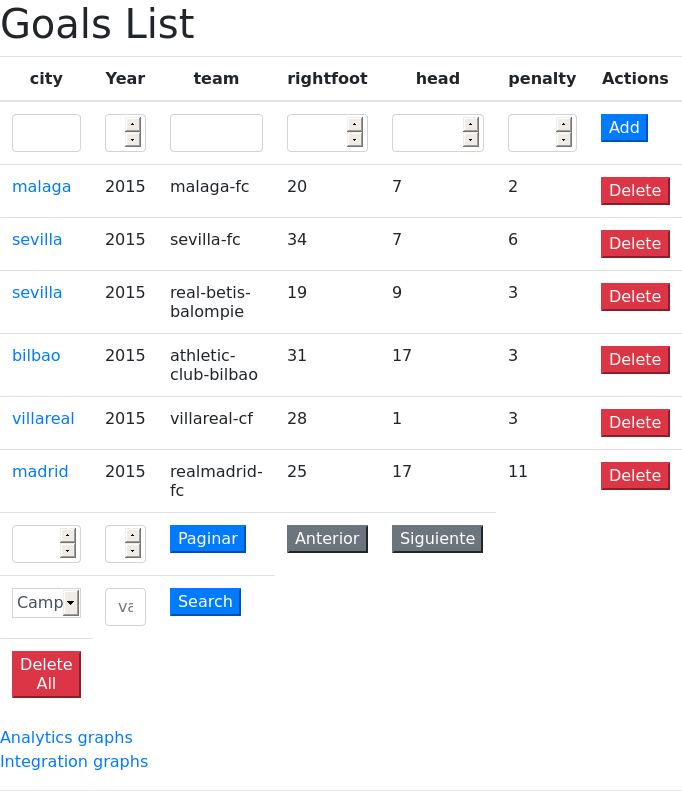 Goals List
city Year team rightfoot head penalty Actions
Add
malaga 2015 malaga-fc 20 7 2 Delete
sevilla 2015 sevilla-fc 34 7 6 Delete
sevilla 2015 real-betis- 19 9 3 Delete
balompie
bilbao 2015 athletic- 31 17 3 Delete
club-bilbao
villareal 2015 villareal-cf 28 1 3 Delete
madrid 2015 realmadrid- 25 17 11 Delete
fc
Paginar Anterior Siguiente
Camp Search
Delete
All
Analytics graphs
Integration graphs